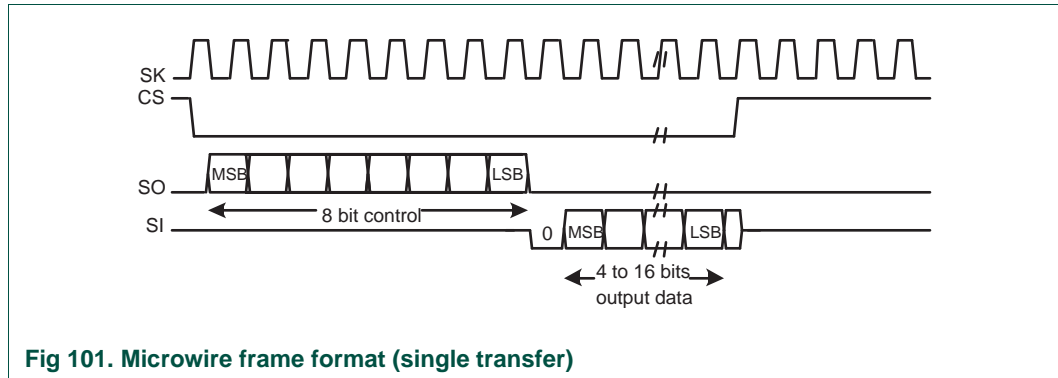 SK
CS
SO
MSB
LSB
8 bit control
SI
0
MSB
LSB
4 to 16 bits
output data
Fig 101. Microwire frame format (single transfer)